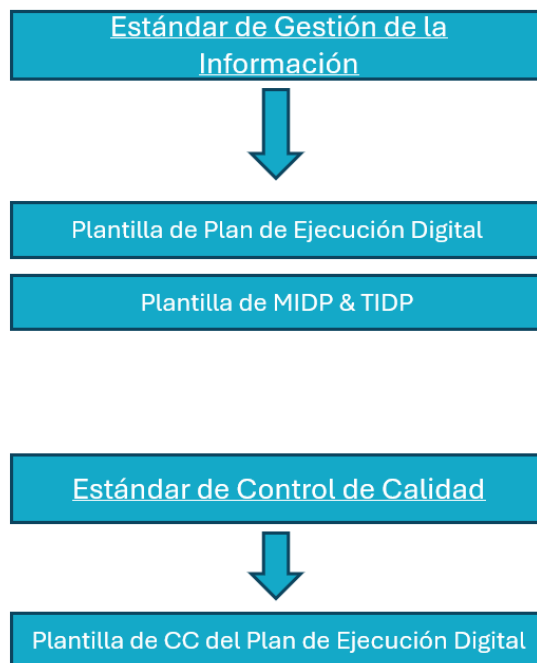 Estándar de Gestión de la
Información
Plantilla de Plan de Ejecución Digital
Plantilla de MIDP & TIDP
Estándar de Control de Calidad
Plantilla de CC del Plan de Ejecución Digital